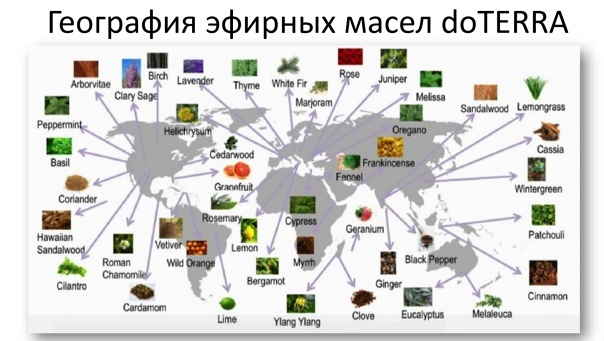 География эфирных масел doTERRA
Arborvitae
Clary Sage
Birch
Lavender
Thyme
White Fir
Marjoram
Rose
Juniper
Melissa
Sandalwood
Lemongrass
Peppermint
Helichrysum
Oregano
Cassia
Basil
Cedarwood
Frankincense
Fennel
Grapefruit
Wintergreen
Coriander
Rosemary
Cypress
Geranium
Patchouli
Hawaiian
Sandalwood
Vetiver
Lemon
Roman
Chamomile
Wild Orange
Myrrh
Black Pepper
Cilantro
Bergamot
Ginger
Cinnamon
Cardamom
Lime
Ylang Ylang
Clove
Eucalyptus
Melaleuca